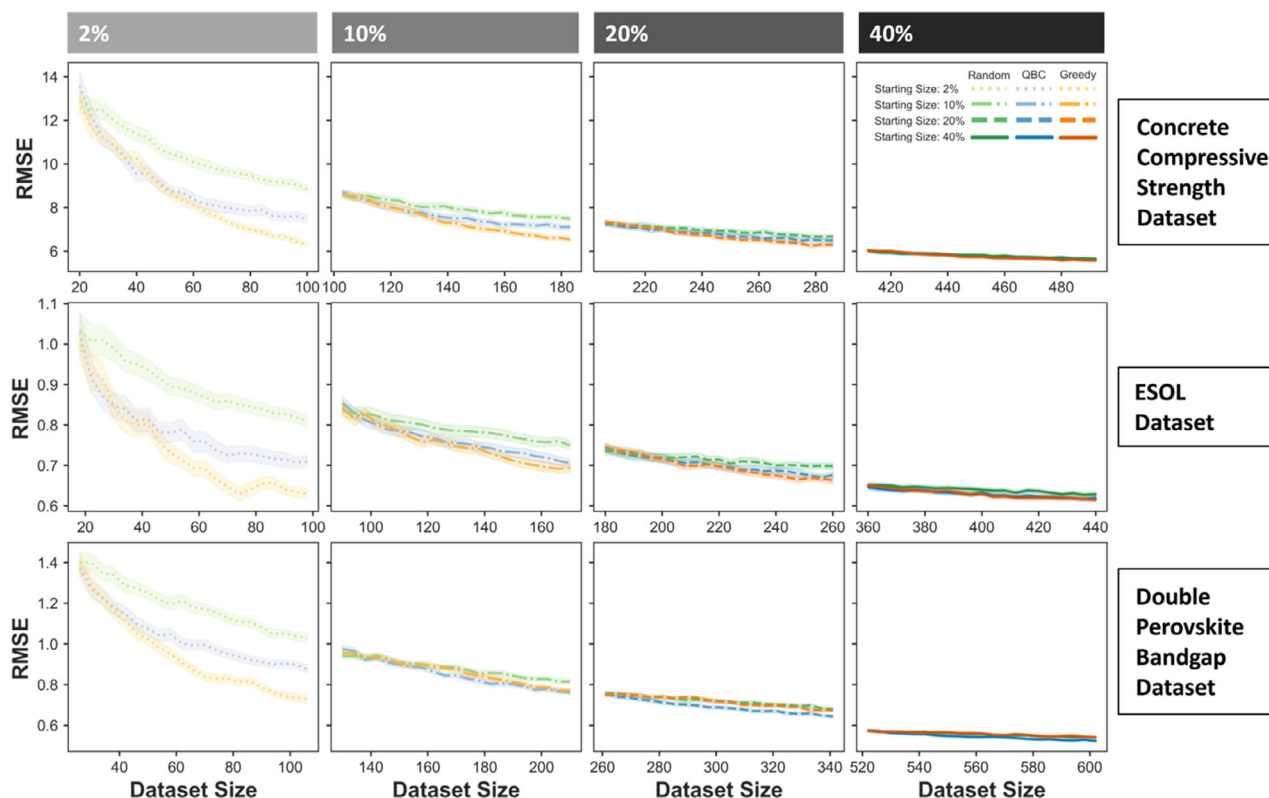 2%
10%
20%
40%
RMSE
14
12
10
8
6
20 40 60 80 100
100 120 140 160 180
220 240 260 280
420 440 460 480
Random QBC Greedy
Starting Size: 2%
Starting Size: 10%
Starting Size: 20%
Starting Size: 40%
Concrete
Compressive
Strength
Dataset
RMSE
1.1
1.0
0.9
0.8
0.7
0.6
20 40 60 80 100
100 120 140 160
180 200 220 240 260
360 380 400 420 440
ESOL
Dataset
RMSE
1.4
1.2
1.0
0.8
0.6
40 60 80 100
140 160 180 200
260 280 300 320 340
520 540 560 580 600
Dataset Size
Dataset Size
Dataset Size
Dataset Size
Double
Perovskite
Bandgap
Dataset